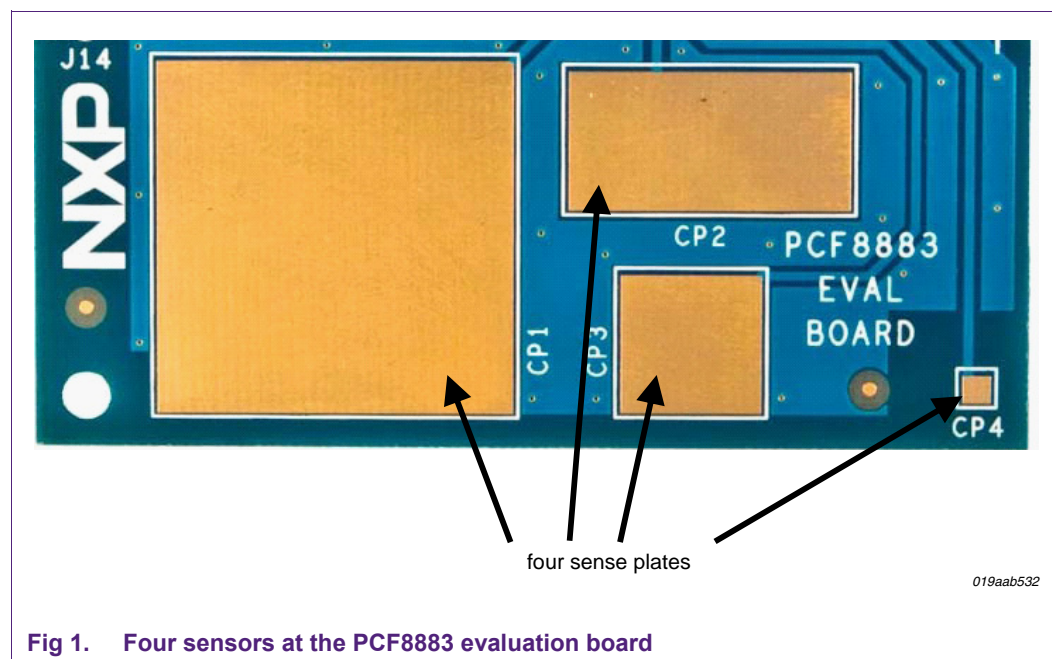 J14
NXP
CP1
CP2
CP3
PCF8883
EVAL
BOARD
CP4
four sense plates
019aab532
Fig 1. Four sensors at the PCF8883 evaluation board